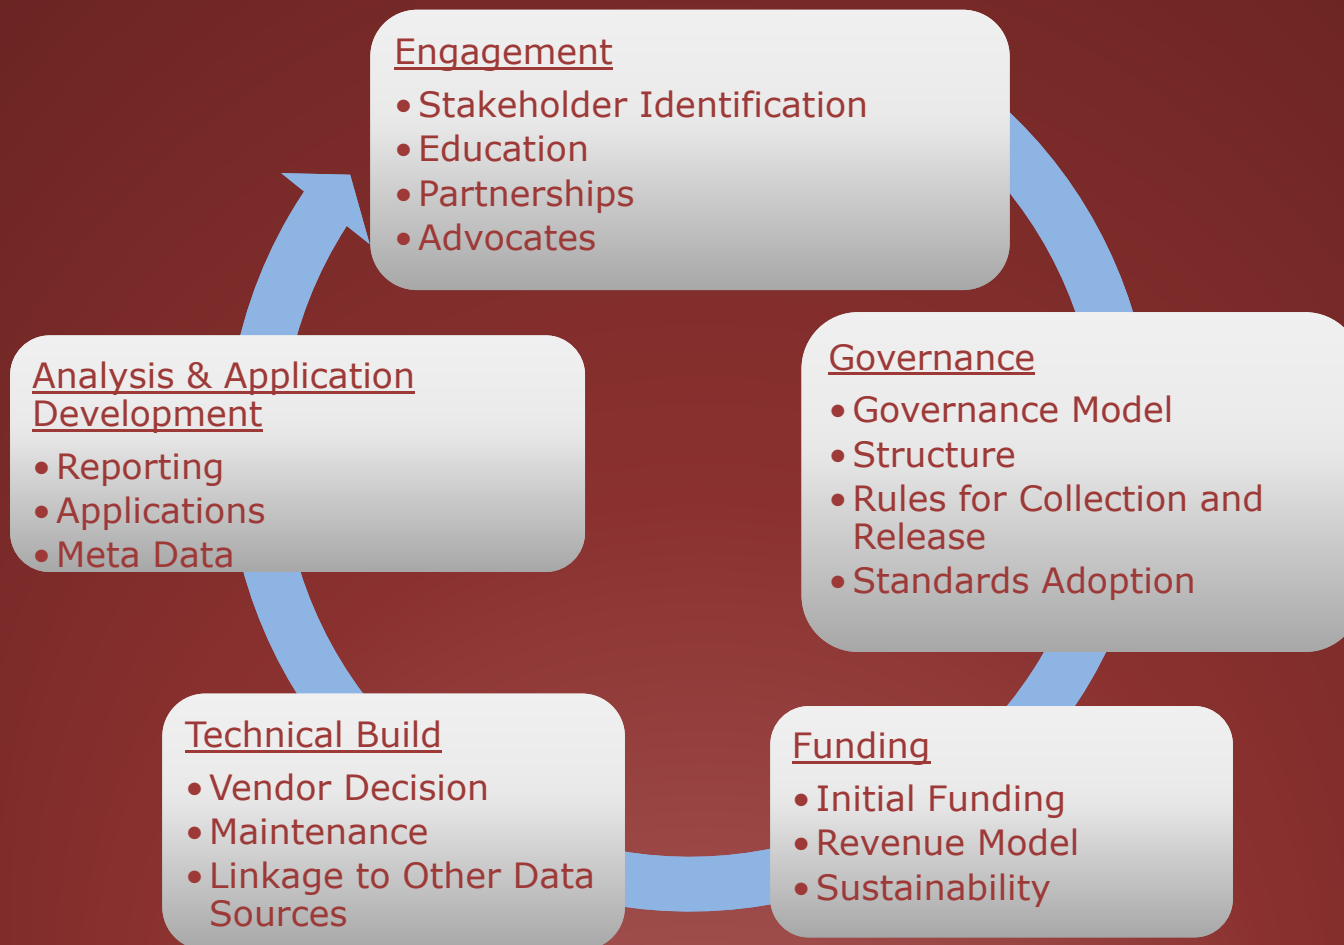 Engagement
• Stakeholder Identification
• Education
• Partnerships
• Advocates
Governance
• Governance Model
• Structure
• Rules for Collection and
Release
• Standards Adoption
Funding
• Initial Funding
• Revenue Model
• Sustainability
Technical Build
• Vendor Decision
• Maintenance
• Linkage to Other Data
Sources
Analysis & Application
Development
• Reporting
• Applications
• Meta Data